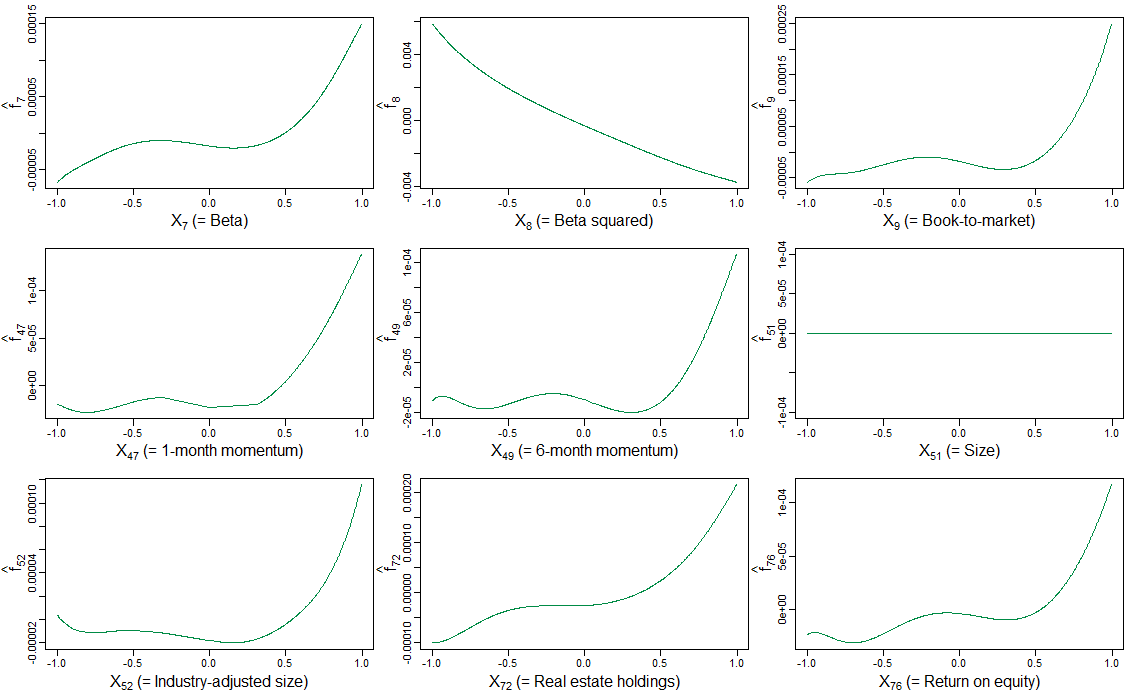 0.00015
0.00005
-0.00005
f̂7
-1.0 -0.5 0.0 0.5 1.0
X7 (= Beta)
0.004
0.000
-0.004
f̂8
-1.0 -0.5 0.0 0.5 1.0
X8 (= Beta squared)
0.00025
0.00015
0.00005
-0.00005
f̂9
-1.0 -0.5 0.0 0.5 1.0
X9 (= Book-to-market)
1e-04
5e-05
0e+00
f̂47
-1.0 -0.5 0.0 0.5 1.0
X47 (= 1-month momentum)
1e-04
6e-05
2e-05
-2e-05
f̂49
-1.0 -0.5 0.0 0.5 1.0
X49 (= 6-month momentum)
1e-04
5e-05
0e+00
-1e-04
f̂51
-1.0 -0.5 0.0 0.5 1.0
X51 (= Size)
0.00010
0.00004
-0.00002
f̂52
-1.0 -0.5 0.0 0.5 1.0
X52 (= Industry-adjusted size)
0.00020
0.00010
0.00000
-0.00010
f̂72
-1.0 -0.5 0.0 0.5 1.0
X72 (= Real estate holdings)
1e-04
5e-05
0e+00
f̂76
-1.0 -0.5 0.0 0.5 1.0
X76 (= Return on equity)